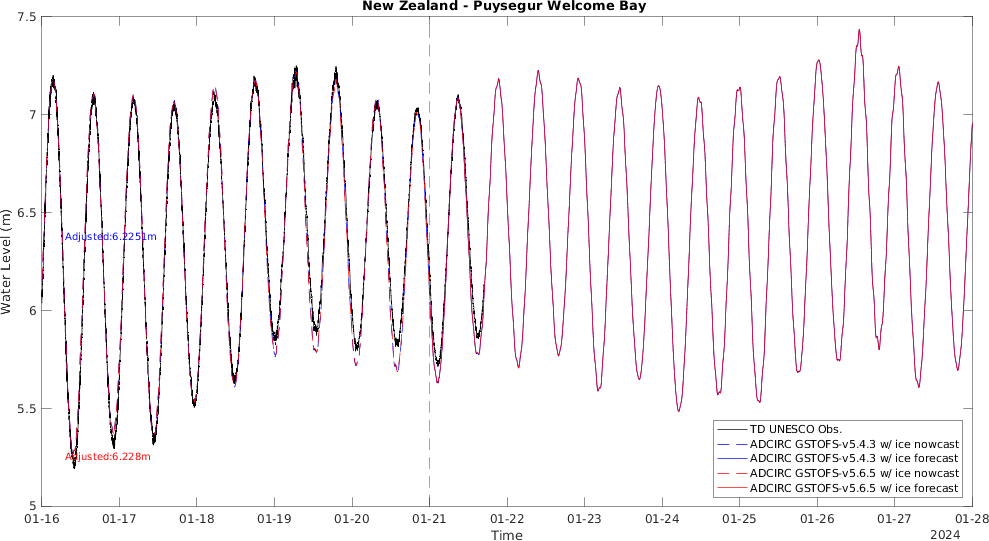 New Zealand - Puysegur Welcome Bay
7.5
7
6.5
6
5.5
5
Water Level (m)
Adjusted:6.2251m
Adjusted:6.228m
TD UNESCO Obs.
ADCIRC GSTOFS-v5.4.3 w/ ice nowcast
ADCIRC GSTOFS-v5.4.3 w/ ice forecast
ADCIRC GSTOFS-v5.6.5 w/ ice nowcast
ADCIRC GSTOFS-v5.6.5 w/ ice forecast
01-16 01-17 01-18 01-19 01-20 01-21 01-22 01-23 01-24 01-25 01-26 01-27 01-28
Time
2024